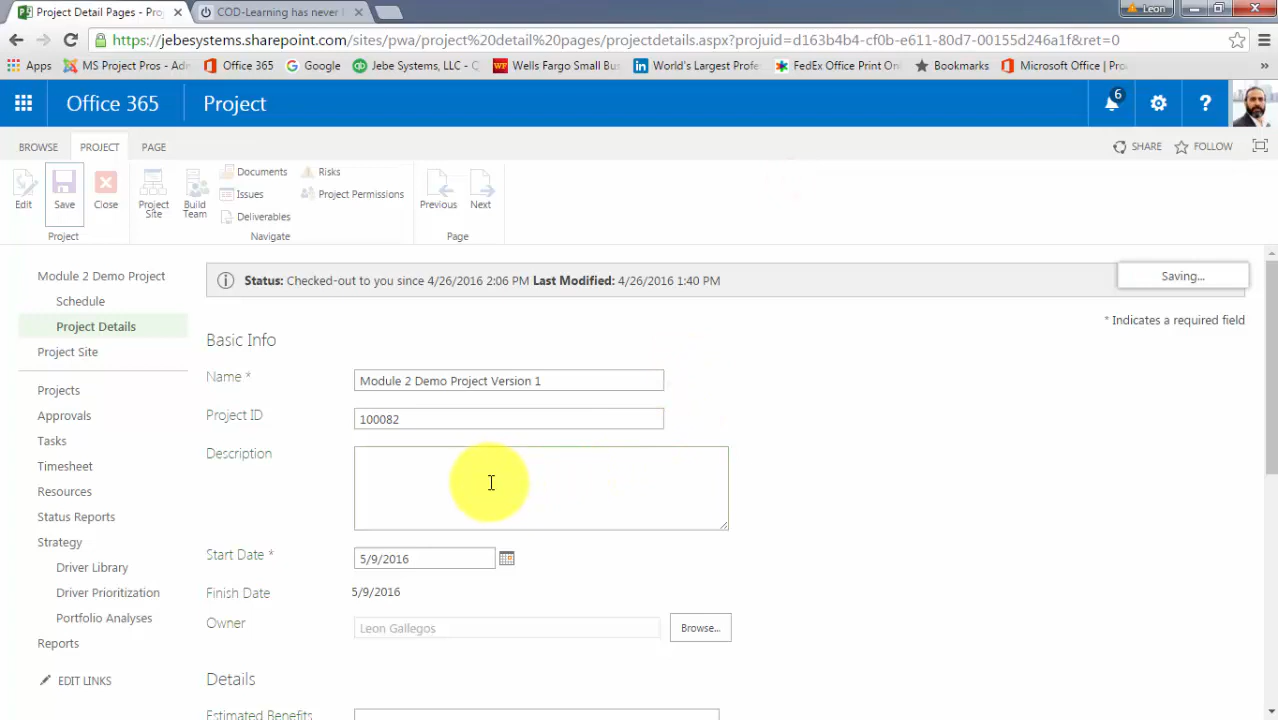 Project Detail Pages - Pro
COD-Learning has never
Leon
https://jebesystems.sharepoint.com/sites/pwa/project%20detail%20pages/projectdetails.aspx?projuid=d163b4b4-cf0b-e611-80d7-00155d246a1f&ret=0
Apps
MS Project Pros - Adm
Office 365
Google
Jebe Systems, LLC - Q
Wells Fargo Small Bus
World's Largest Profe
FedEx Office Print Onl
Bookmarks
Microsoft Office | Pro
»
Office 365
Project
6
?
BROWSE
PROJECT
PAGE
SHARE
FOLLOW
Edit
Save
Close
Project Site
Build Team
Documents
Issues
Deliverables
Risks
Project Permissions
Previous
Next
Project
Navigate
Page
Module 2 Demo Project
Schedule
Project Details
Project Site
Projects
Approvals
Tasks
Timesheet
Resources
Status Reports
Strategy
Driver Library
Driver Prioritization
Portfolio Analyses
Reports
EDIT LINKS
Status: Checked-out to you since 4/26/2016 2:06 PM Last Modified: 4/26/2016 1:40 PM
Saving...
* Indicates a required field
Basic Info
Name *
Module 2 Demo Project Version 1
Project ID
100082
Description
Start Date *
5/9/2016
Finish Date
5/9/2016
Owner
Leon Gallegos
Browse...
Details
Estimated Benefits